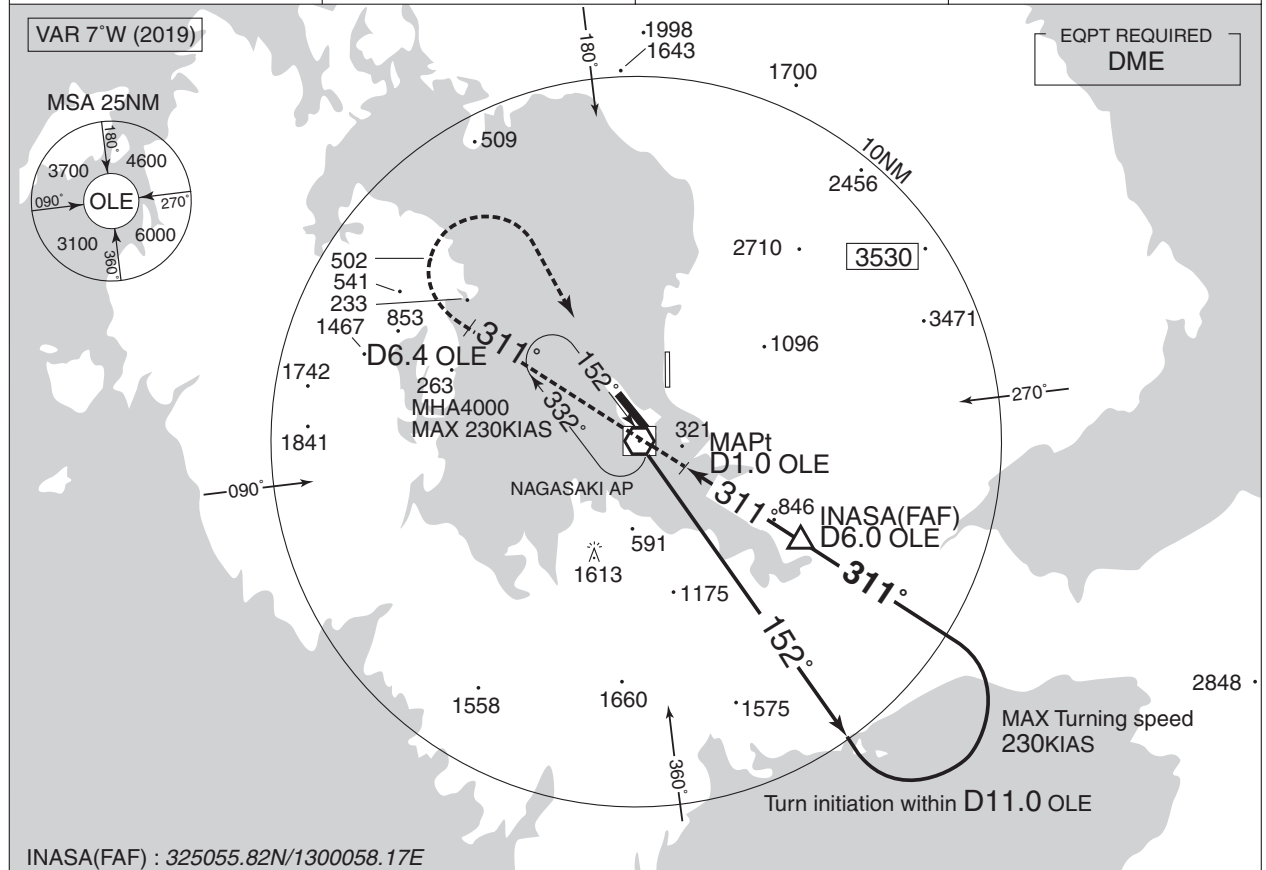 VAR 7°W (2019)
EQPT REQUIRED
DME
MSA 25NM
180°
3700
4600
090°
OLE
270°
3100
6000
360°
180°
1998
1643
1700
509
10NM
2456
2710
3530
502
541
233
1467
853
3471
311°
1096
D6.4 OLE
152°
1742
263
MHA4000
MAX 230KIAS
332°
270°
1841
321
MAPt
D1.0 OLE
090°
NAGASAKI AP
311°
846
INASA(FAF)
D6.0 OLE
591
1613
311°
1175
152°
1558
1660
1575
2848
MAX Turning speed
230KIAS
360°
Turn initiation within D11.0 OLE
INASA(FAF) : 325055.82N/1300058.17E